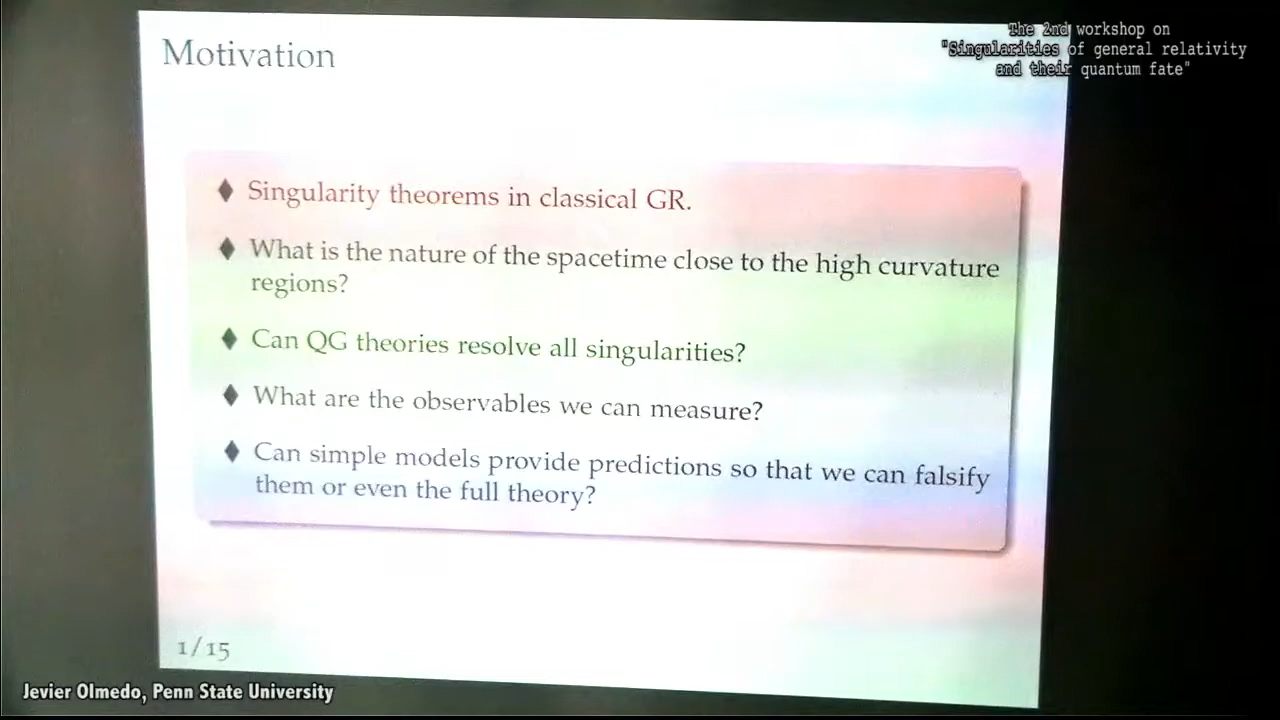 Motivation
The 2nd workshop on
"Singularities of general relativity
and their quantum fate"
♦ Singularity theorems in classical GR.
♦ What is the nature of the spacetime close to the high curvature
regions?
♦ Can QG theories resolve all singularities?
♦ What are the observables we can measure?
♦ Can simple models provide predictions so that we can falsify
them or even the full theory?
1/15
Jevier Olmedo, Penn State University